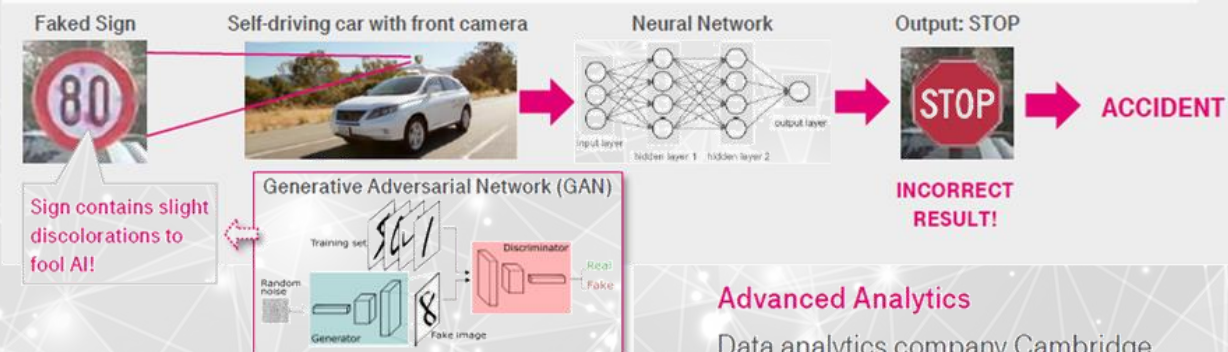 Faked Sign
Self-driving car with front camera
Neural Network
Output: STOP
80
input layer
hidden layer 1
hidden layer 2
output layer
STOP
ACCIDENT
INCORRECT
RESULT!
Sign contains slight
discolorations to
fool AI!
Generative Adversarial Network (GAN)
Training set
Discriminator
Real
Fake
Random
noise
Generator
8
Fake image
Advanced Analytics
Data analytics company Cambridge